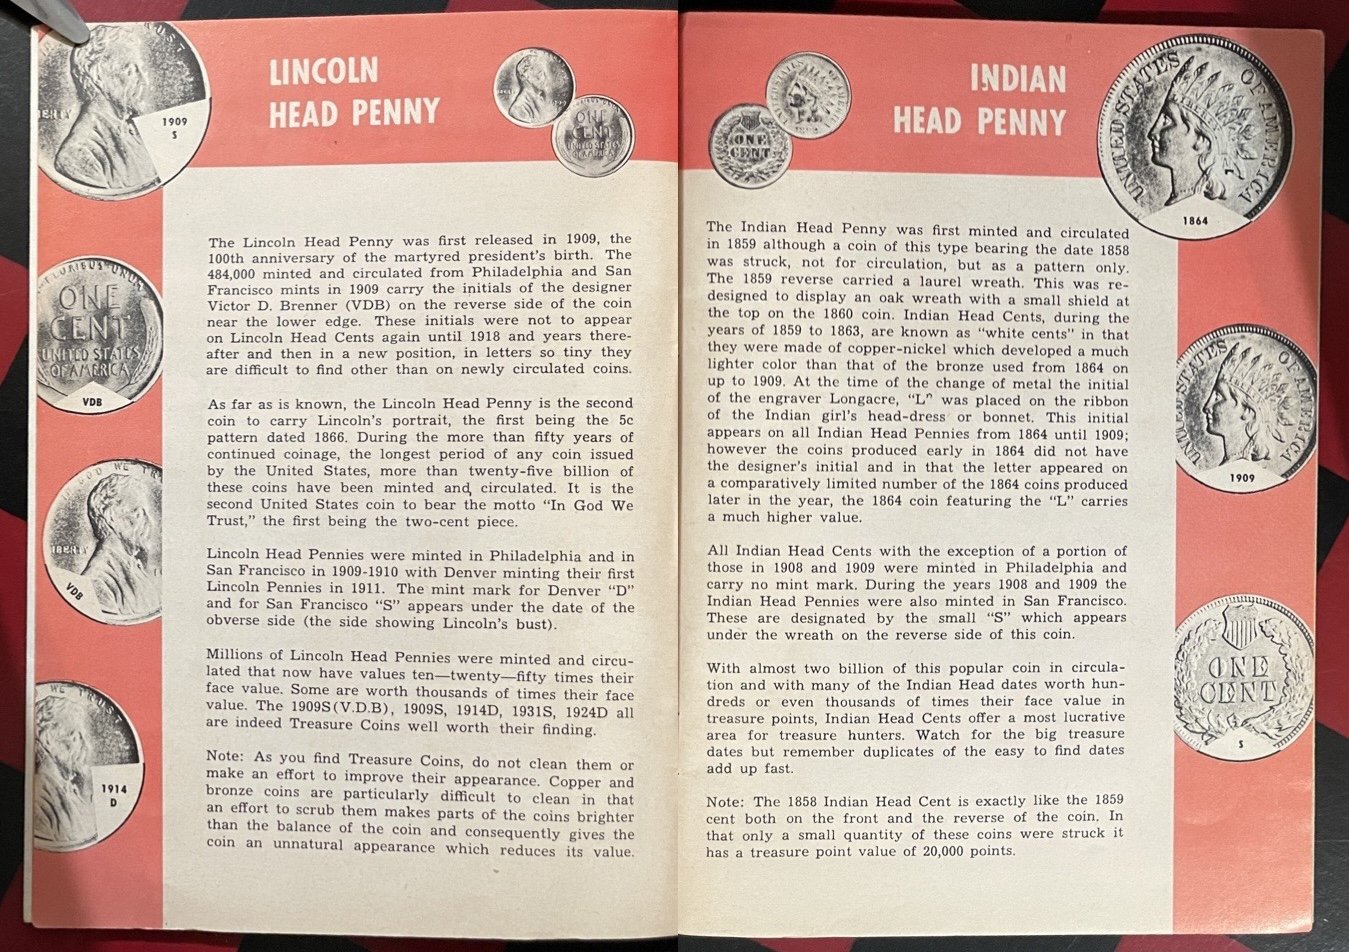 LINCOLN
HEAD PENNY
1909
S
VDB
VDB
1914
D
ONE
CENT
UNITED STATES
OF AMERICA
The Lincoln Head Penny was first released in 1909, the
100th anniversary of the martyred president's birth. The
484,000 minted and circulated from Philadelphia and San
Francisco mints in 1909 carry the initials of the designer
Victor D. Brenner (VDB) on the reverse side of the coin
near the lower edge. These initials were not to appear
on Lincoln Head Cents again until 1918 and years there-
after and then in a new position, in letters so tiny they
are difficult to find other than on newly circulated coins.
As far as is known, the Lincoln Head Penny is the second
coin to carry Lincoln's portrait, the first being the 5c
pattern dated 1866. During the more than fifty years of
continued coinage, the longest period of any coin issued
by the United States, more than twenty-five billion of
these coins have been minted and circulated. It is the
second United States coin to bear the motto "In God We
Trust," the first being the two-cent piece.
Lincoln Head Pennies were minted in Philadelphia and in
San Francisco in 1909-1910 with Denver minting their first
Lincoln Pennies in 1911. The mint mark for Denver "D"
and for San Francisco "S" appears under the date of the
obverse side (the side showing Lincoln's bust).
Millions of Lincoln Head Pennies were minted and circu-
lated that now have values ten—twenty—fifty times their
face value. Some are worth thousands of times their face
value. The 1909S(V.D.B), 1909S, 1914D, 1931S, 1924D all
are indeed Treasure Coins well worth their finding.
Note: As you find Treasure Coins, do not clean them or
make an effort to improve their appearance. Copper and
bronze coins are particularly difficult to clean in that
an effort to scrub them makes parts of the coins brighter
than the balance of the coin and consequently gives the
coin an unnatural appearance which reduces its value.
INDIAN
HEAD PENNY
ONE
CENT
UNITED STATES OF AMERICA
1864
1909
ONE
CENT
S
The Indian Head Penny was first minted and circulated
in 1859 although a coin of this type bearing the date 1858
was struck, not for circulation, but as a pattern only.
The 1859 reverse carried a laurel wreath. This was re-
designed to display an oak wreath with a small shield at
the top on the 1860 coin. Indian Head Cents, during the
years of 1859 to 1863, are known as "white cents" in that
they were made of copper-nickel which developed a much
lighter color than that of the bronze used from 1864 on
up to 1909. At the time of the change of metal the initial
of the engraver Longacre, "L" was placed on the ribbon
of the Indian girl's head-dress or bonnet. This initial
appears on all Indian Head Pennies from 1864 until 1909;
however the coins produced early in 1864 did not have
the designer's initial and in that the letter appeared on
a comparatively limited number of the 1864 coins produced
later in the year, the 1864 coin featuring the "L" carries
a much higher value.
All Indian Head Cents with the exception of a portion of
those in 1908 and 1909 were minted in Philadelphia and
carry no mint mark. During the years 1908 and 1909 the
Indian Head Pennies were also minted in San Francisco.
These are designated by the small "S" which appears
under the wreath on the reverse side of this coin.
With almost two billion of this popular coin in circula-
tion and with many of the Indian Head dates worth hun-
dreds or even thousands of times their face value in
treasure points, Indian Head Cents offer a most lucrative
area for treasure hunters. Watch for the big treasure
dates but remember duplicates of the easy to find dates
add up fast.
Note: The 1858 Indian Head Cent is exactly like the 1859
cent both on the front and the reverse of the coin. In
that only a small quantity of these coins were struck it
has a treasure point value of 20,000 points.